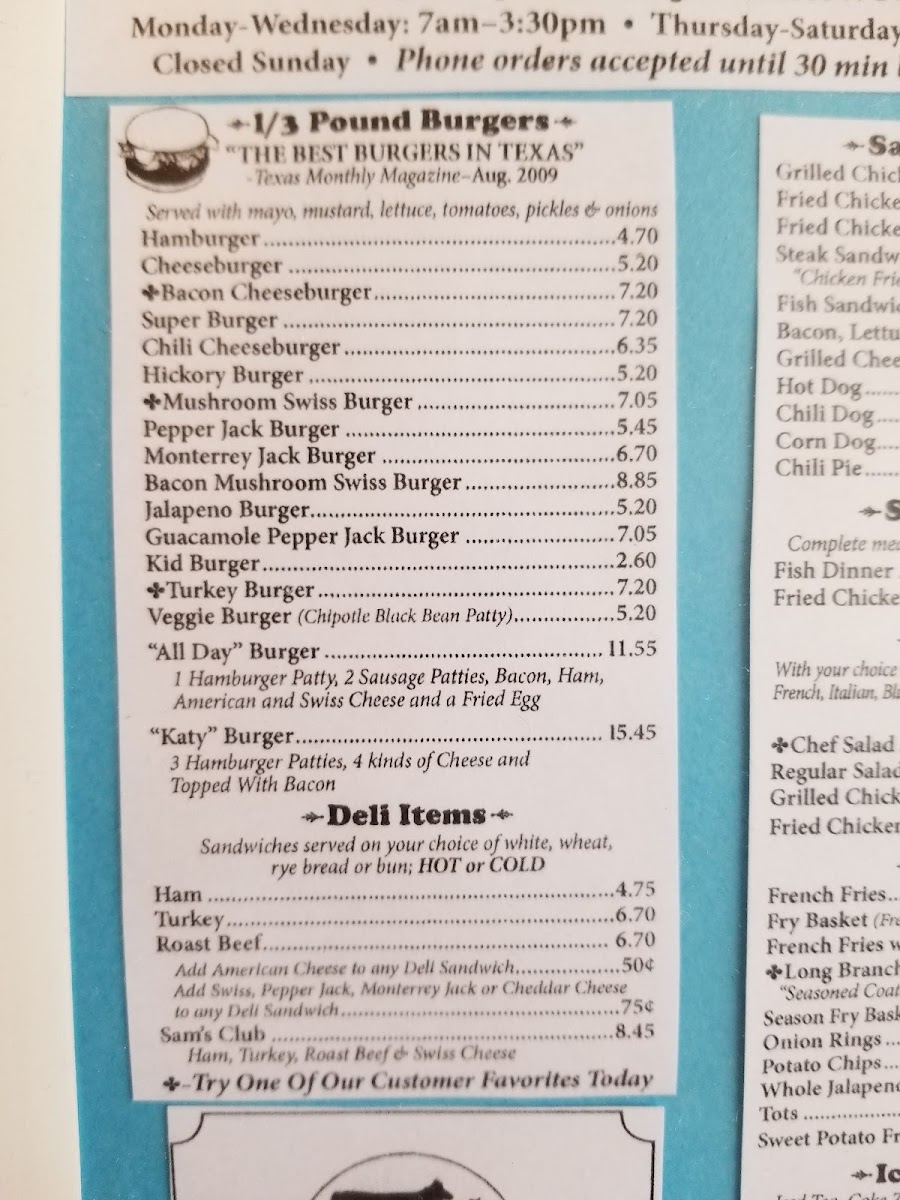 Monday-Wednesday: 7am–3:30pm • Thursday-Saturday
Closed Sunday • Phone orders accepted until 30 min
1/3 Pound Burgers
"THE BEST BURGERS IN TEXAS"
-Texas Monthly Magazine–Aug. 2009
Served with mayo, mustard, lettuce, tomatoes, pickles & onions
Hamburger.....4.70
Cheeseburger.....5.20
✤Bacon Cheeseburger.....7.20
Super Burger.....7.20
Chili Cheeseburger.....6.35
Hickory Burger.....5.20
✤Mushroom Swiss Burger.....7.05
Pepper Jack Burger.....5.45
Monterrey Jack Burger.....6.70
Bacon Mushroom Swiss Burger.....8.85
Jalapeno Burger.....5.20
Guacamole Pepper Jack Burger.....7.05
Kid Burger.....2.60
✤Turkey Burger.....7.20
Veggie Burger (Chipotle Black Bean Patty).....5.20
"All Day" Burger.....11.55
1 Hamburger Patty, 2 Sausage Patties, Bacon, Ham,
American and Swiss Cheese and a Fried Egg
"Katy" Burger.....15.45
3 Hamburger Patties, 4 kinds of Cheese and
Topped With Bacon
Deli Items
Sandwiches served on your choice of white, wheat,
rye bread or bun; HOT or COLD
Ham.....4.75
Turkey.....6.70
Roast Beef.....6.70
Add American Cheese to any Deli Sandwich.....50¢
Add Swiss, Pepper Jack, Monterrey Jack or Cheddar Cheese
to any Deli Sandwich.....75¢
Sam's Club.....8.45
Ham, Turkey, Roast Beef & Swiss Cheese
✤-Try One Of Our Customer Favorites Today
Sa
Grilled Chick
Fried Chicke
Fried Chicke
Steak Sandw
"Chicken Frie
Fish Sandwic
Bacon, Lettu
Grilled Chee
Hot Dog.....
Chili Dog....
Corn Dog....
Chili Pie......
S
Complete mea
Fish Dinner
Fried Chicke
With your choice
French, Italian, Bl
✤Chef Salad
Regular Salad
Grilled Chick
Fried Chicken
French Fries..
Fry Basket (Fre
French Fries w
✤Long Branch
"Seasoned Coat
Season Fry Bask
Onion Rings...
Potato Chips...
Whole Jalapeno
Tots.....
Sweet Potato Fr
Ic